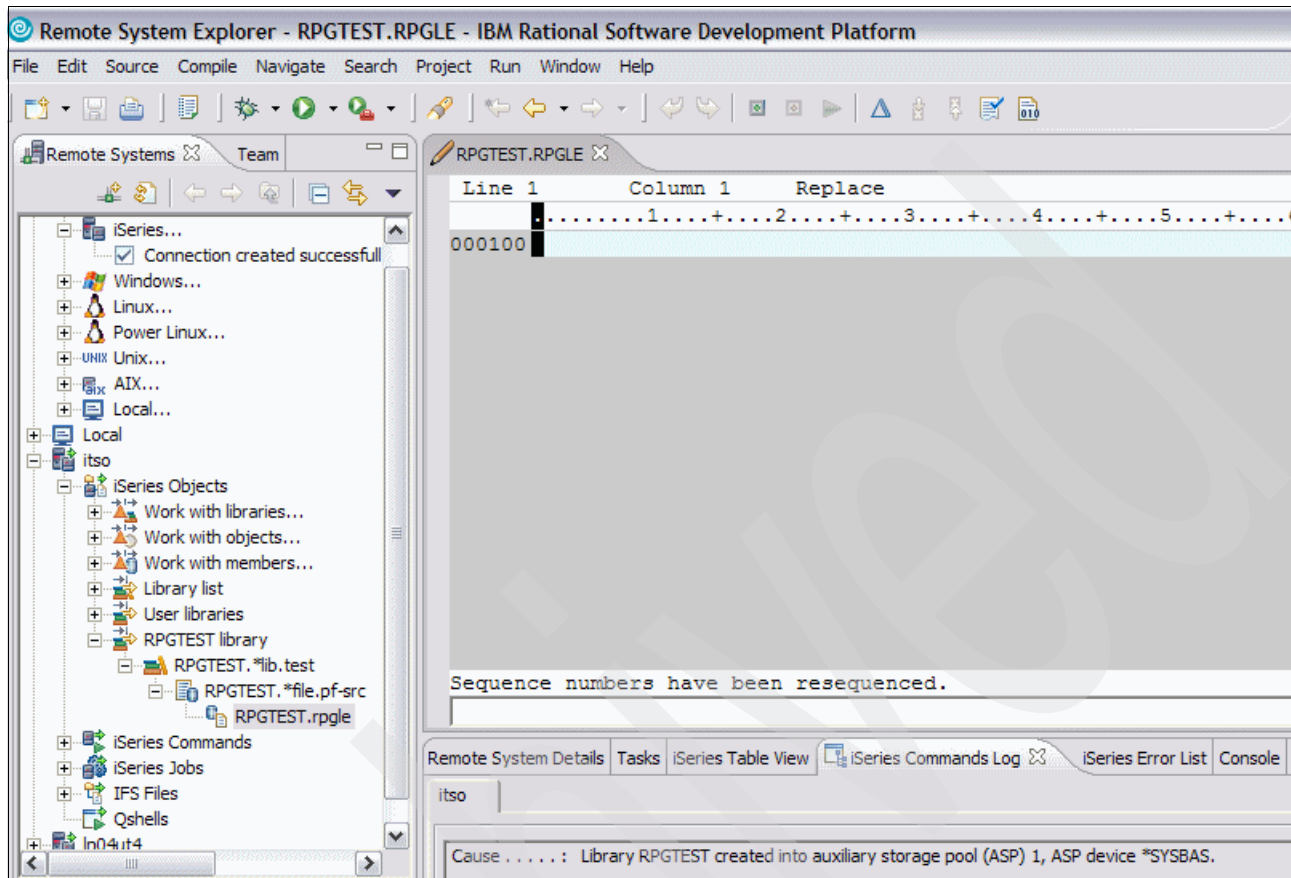 Remote System Explorer - RPGTEST.RPGLE - IBM Rational Software Development Platform
File Edit Source Compile Navigate Search Project Run Window Help
010
Remote Systems Team
RPGTEST.RPGLE
Line 1 Column 1 Replace
.........1....+....2....+....3....+....4....+....5....+....6
000100
iSeries...
Connection created successfull
Windows...
Linux...
Power Linux...
UNIX Unix...
aix AIX...
Local...
Local
itso
iSeries Objects
Work with libraries...
Work with objects...
Work with members...
Library list
User libraries
RPGTEST library
RPGTEST.*lib.test
RPGTEST.*file.pf-src
RPGTEST.rpgle
iSeries Commands
iSeries Jobs
IFS Files
Qshells
lp04ut4
Sequence numbers have been resequenced.
Remote System Details Tasks iSeries Table View iSeries Commands Log iSeries Error List Console
itso
Cause . . . . . : Library RPGTEST created into auxiliary storage pool (ASP) 1, ASP device *SYSBAS.